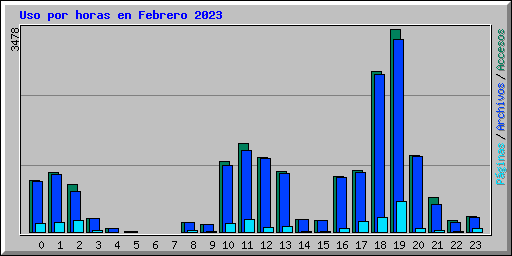 Uso por horas en Febrero 2023
3478
0 1 2 3 4 5 6 7 8 9 10 11 12 13 14 15 16 17 18 19 20 21 22 23
Páginas / Archivos / Accesos